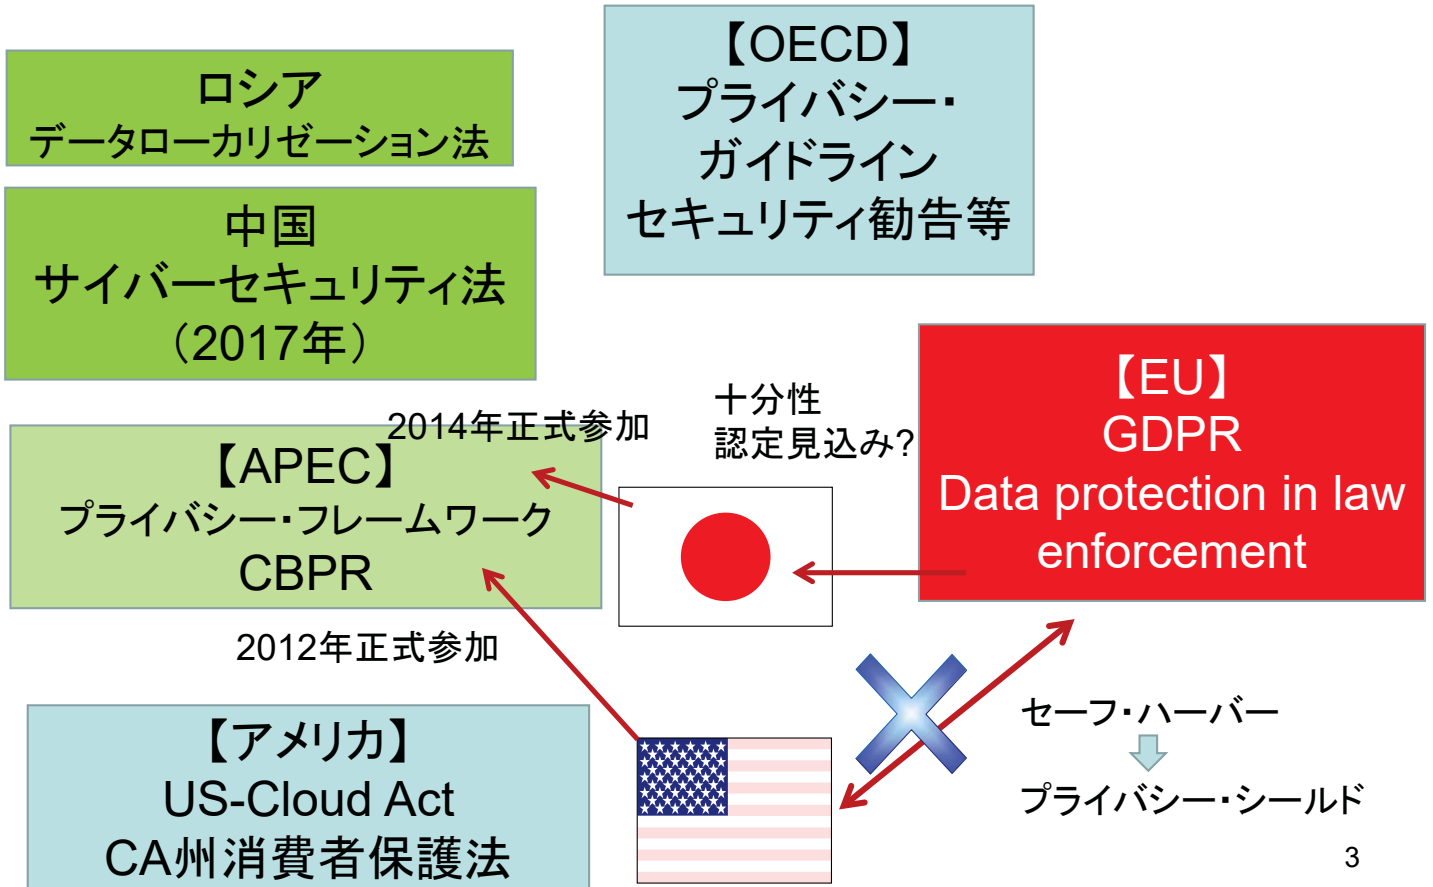 ロシア
データローカリゼーション法
【OECD】
プライバシー・
ガイドライン
セキュリティ勧告等
中国
サイバーセキュリティ法
（2017年）
【APEC】
プライバシー・フレームワーク
CBPR
2014年正式参加
十分性
認定見込み?
【EU】
GDPR
Data protection in law
enforcement
2012年正式参加
【アメリカ】
US-Cloud Act
CA州消費者保護法
セーフ・ハーバー
プライバシー・シールド
3